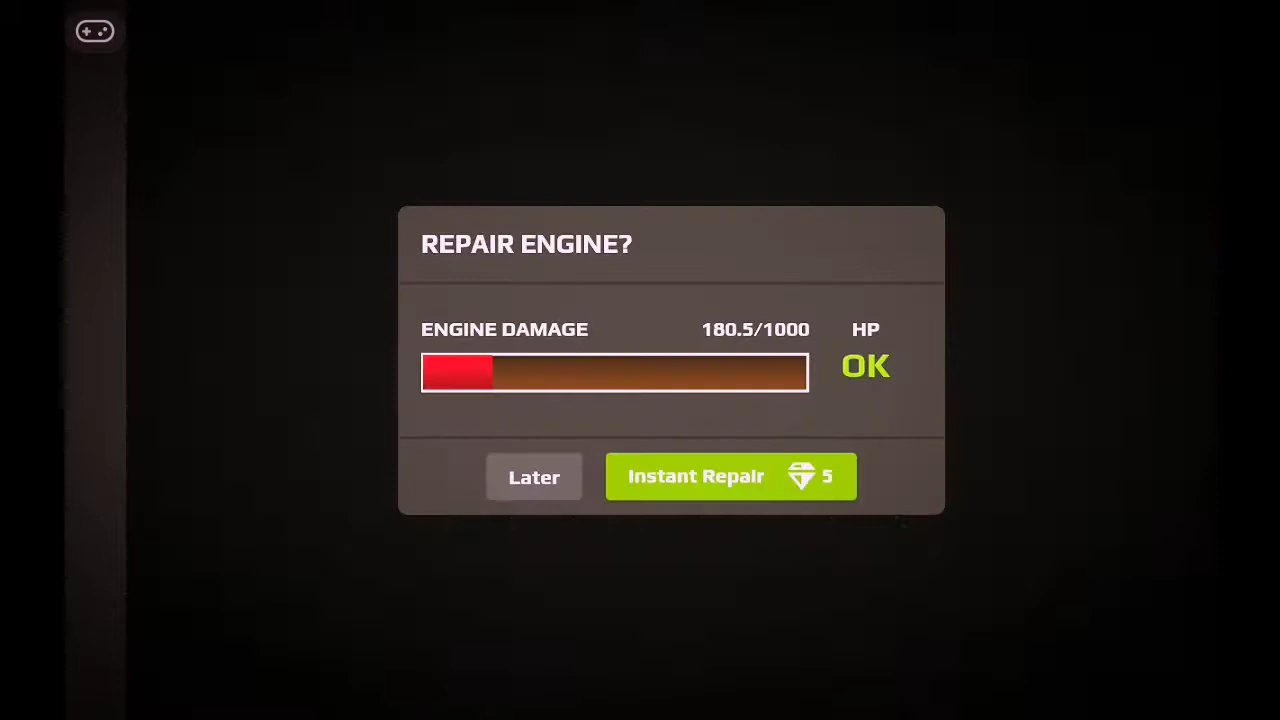 REPAIR ENGINE?
ENGINE DAMAGE 180.5/1000 HP
OK
Later Instant Repair 5